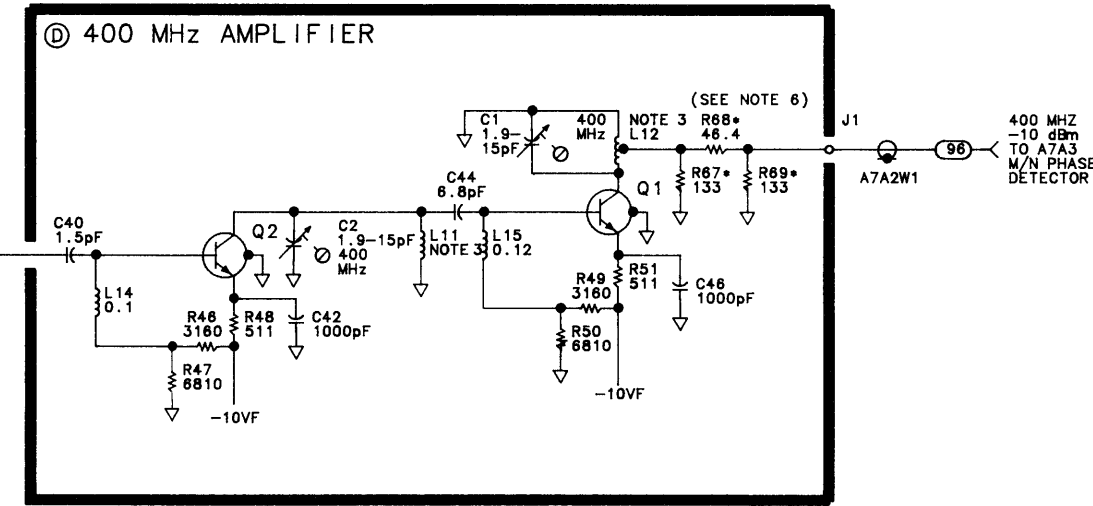 Ⓓ 400 MHz AMPLIFIER
(SEE NOTE 6)
C1
1.9-
15pF
400
MHz
NOTE 3
L12
R68*
46.4
J1
400 MHZ
-10 dBm
TO A7A3
M/N PHASE
DETECTOR
96
A7A2W1
R67*
133
R69*
133
C44
6.8pF
Q1
C40
1.5pF
Q2
C2
1.9-15pF
400
MHz
L11
NOTE 3
L15
0.12
L14
0.1
R46
3160
R48
511
C42
1000pF
R47
6810
-10VF
R49
3160
R51
511
C46
1000pF
R50
6810
-10VF